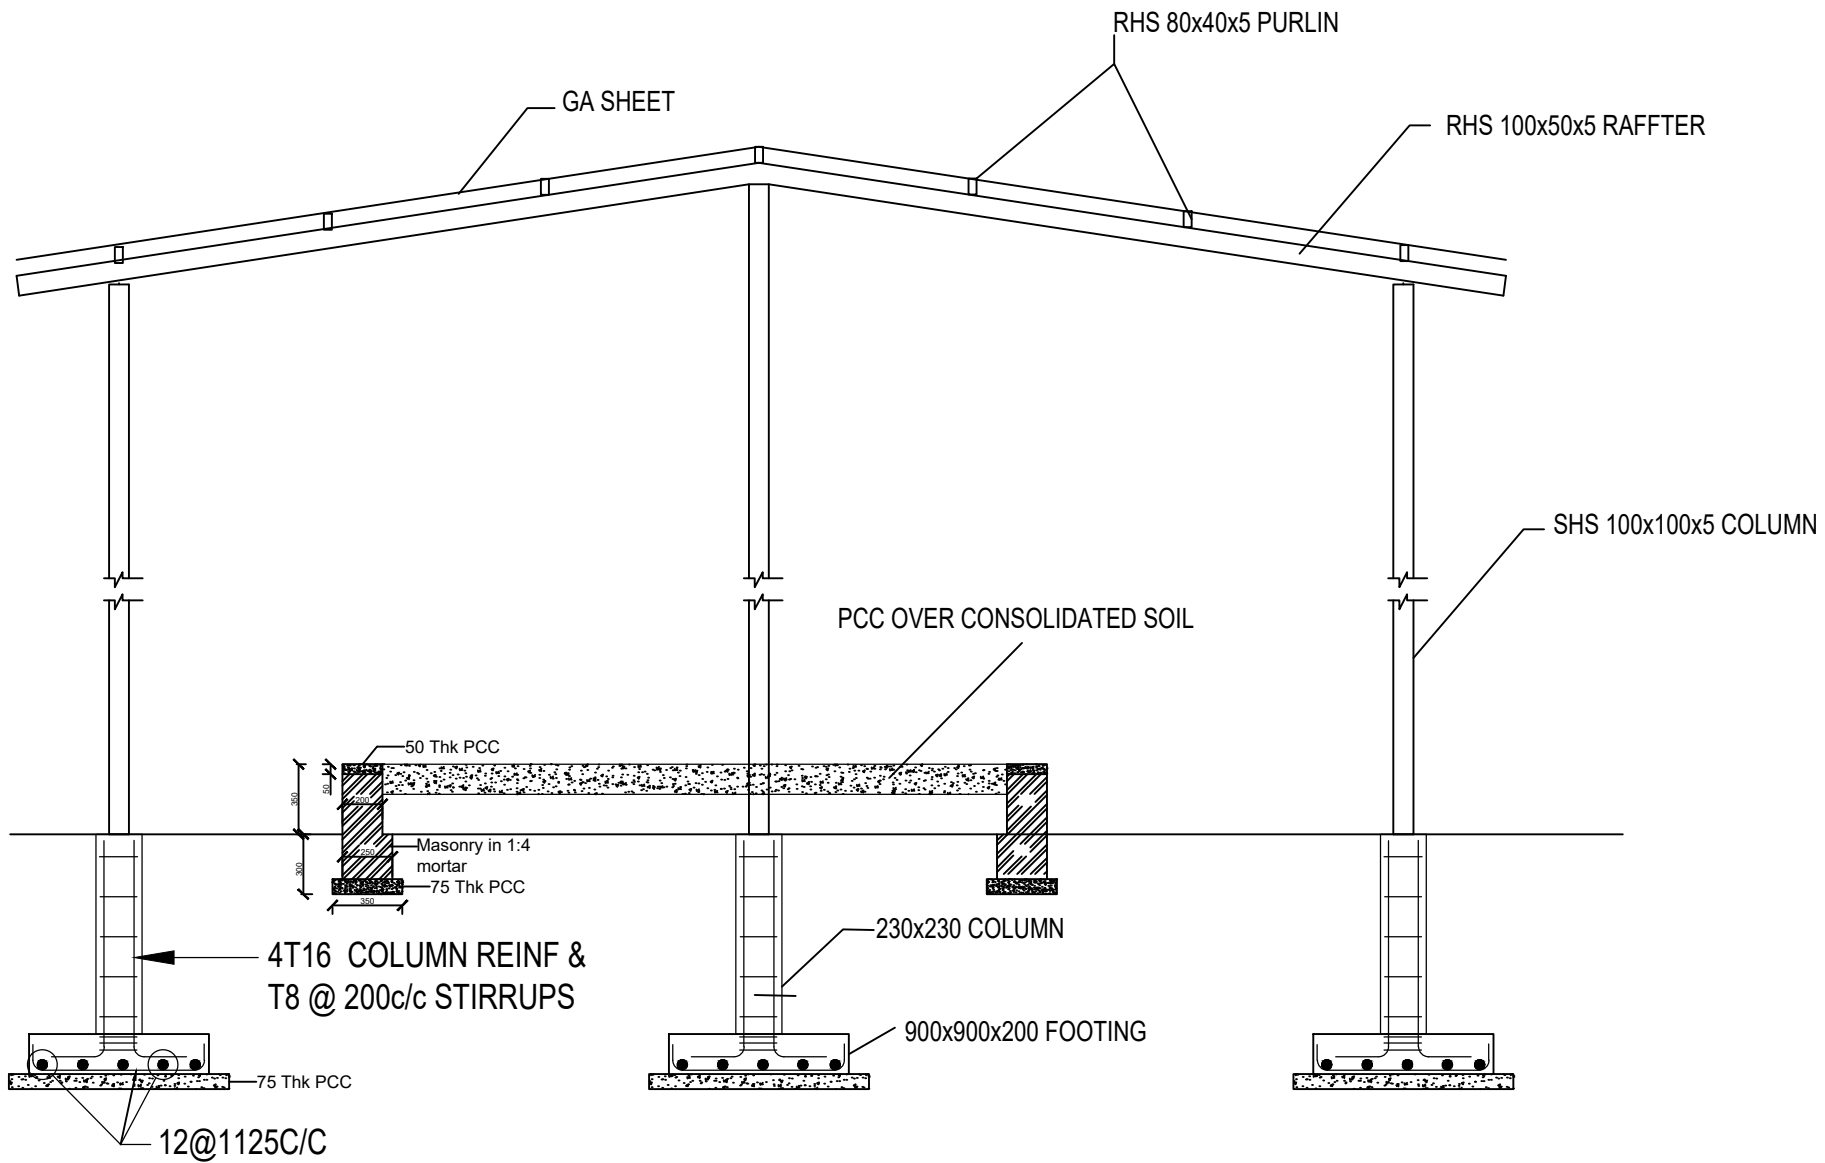 RHS 80x40x5 PURLIN
GA SHEET
RHS 100x50x5 RAFFTER
SHS 100x100x5 COLUMN
PCC OVER CONSOLIDATED SOIL
50 Thk PCC
350
50
200
Masonry in 1:4
mortar
250
300
75 Thk PCC
350
230x230 COLUMN
4T16 COLUMN REINF &
T8 @ 200c/c STIRRUPS
900x900x200 FOOTING
75 Thk PCC
12@1125C/C